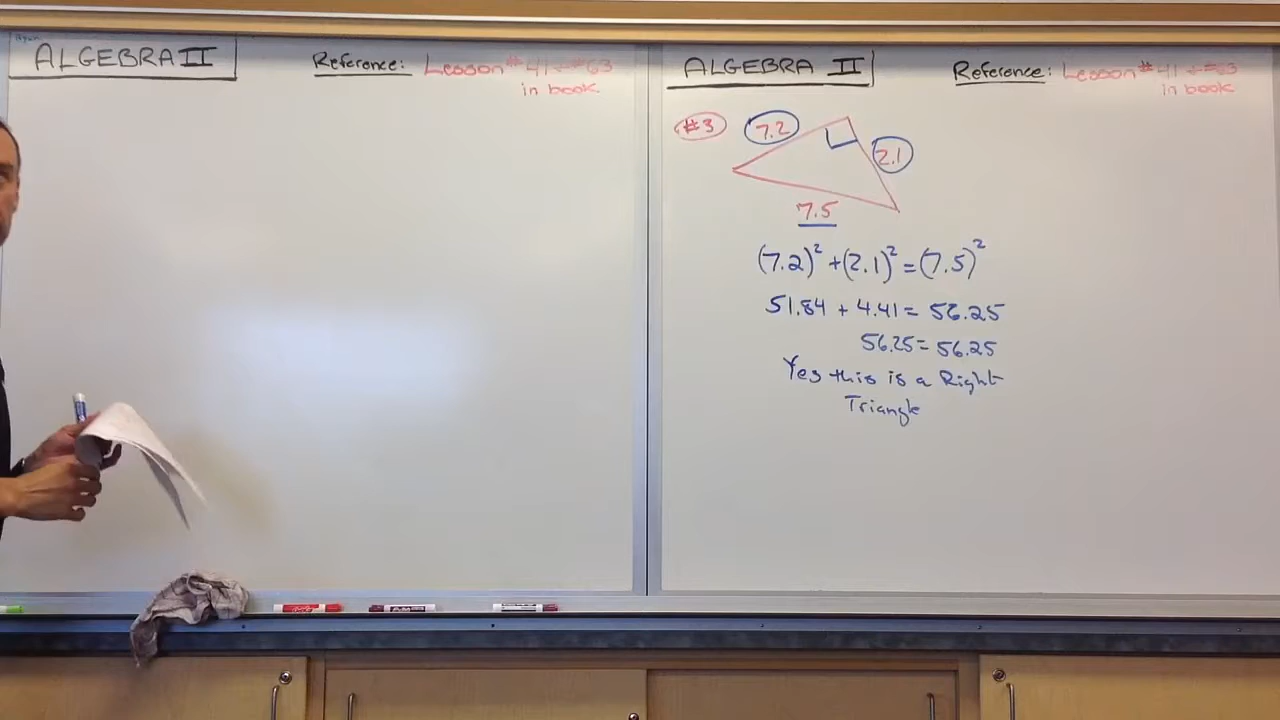 ALGEBRA II
Reference: Lesson #41 + #63
in book.
ALGEBRA II
Reference: Lesson #41 + #63
in book.
#3
7.2
2.1
7.5
(7.2)² + (2.1)² = (7.5)²
51.84 + 4.41 = 56.25
56.25 = 56.25
Yes this is a Right
Triangle